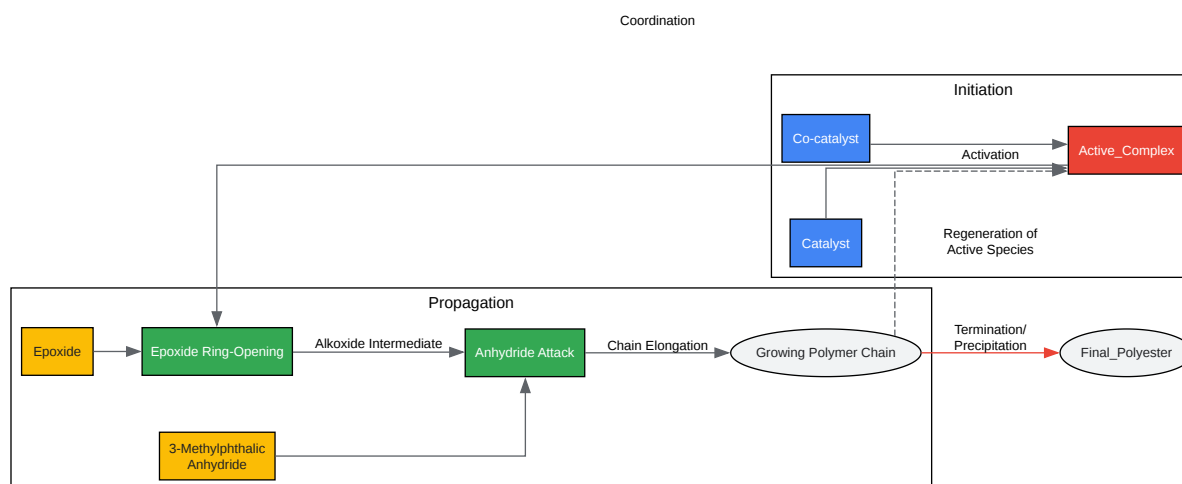 Coordination
Initiation
Co-catalyst
Active_Complex
Activation
Catalyst
Regeneration of
Active Species
Propagation
Epoxide
Epoxide Ring-Opening
Alkoxide Intermediate
Anhydride Attack
Chain Elongation
Growing Polymer Chain
Termination/
Precipitation
Final_Polyester
3-Methylphthalic
Anhydride